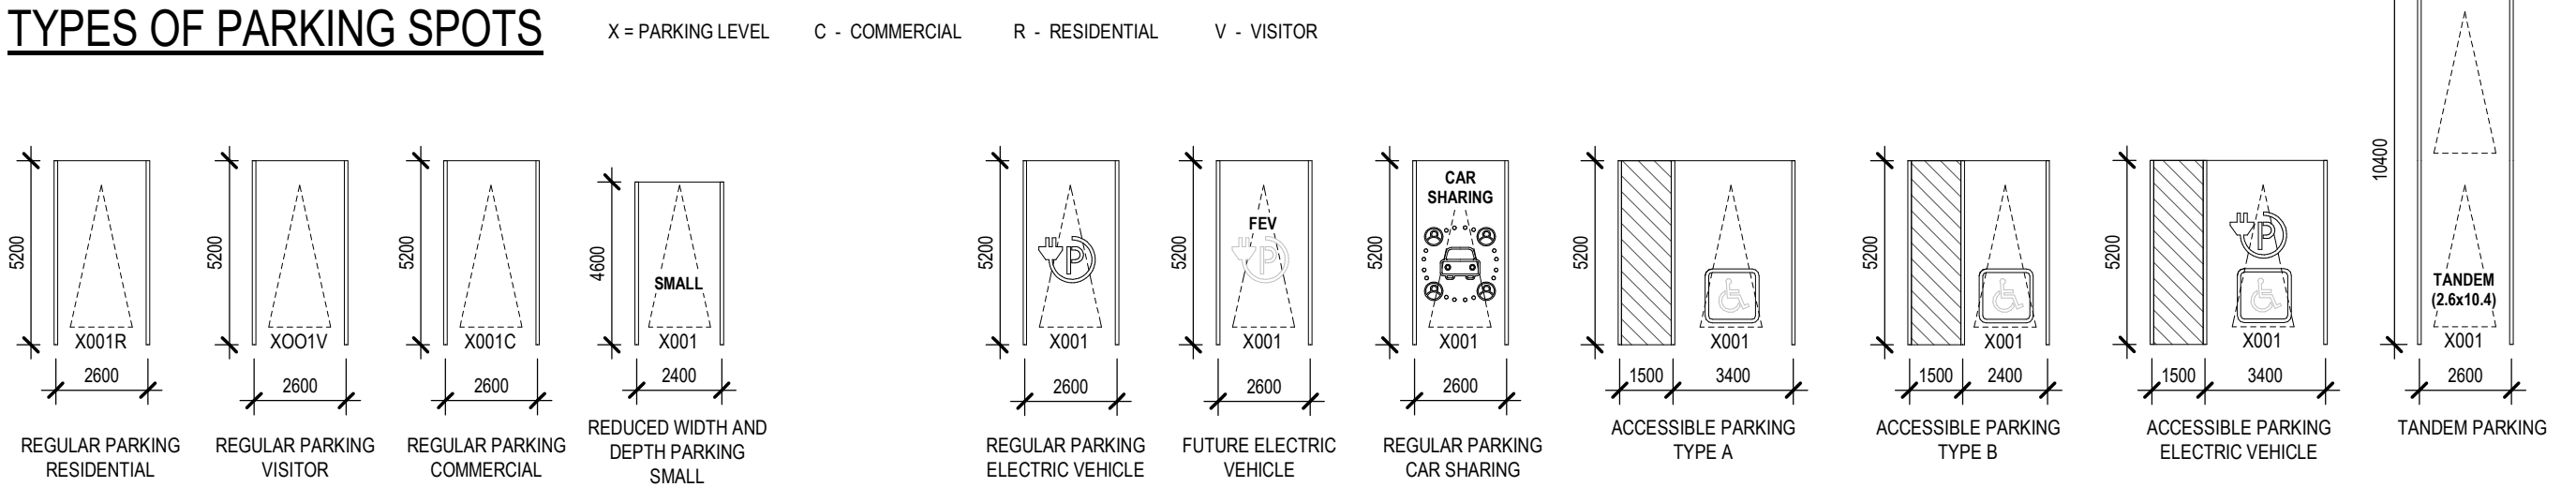 TYPES OF PARKING SPOTS
X = PARKING LEVEL C - COMMERCIAL R - RESIDENTIAL V - VISITOR
5200
X001R
2600
REGULAR PARKING
RESIDENTIAL
5200
XOO1V
2600
REGULAR PARKING
VISITOR
5200
X001C
2600
REGULAR PARKING
COMMERCIAL
4600
SMALL
X001
2400
REDUCED WIDTH AND
DEPTH PARKING
SMALL
5200
P
X001
2600
REGULAR PARKING
ELECTRIC VEHICLE
5200
FEV
P
X001
2600
FUTURE ELECTRIC
VEHICLE
5200
CAR
SHARING
X001
2600
REGULAR PARKING
CAR SHARING
5200
X001
1500 3400
ACCESSIBLE PARKING
TYPE A
5200
X001
1500 2400
ACCESSIBLE PARKING
TYPE B
5200
P
X001
1500 3400
ACCESSIBLE PARKING
ELECTRIC VEHICLE
10400
TANDEM
(2.6x10.4)
X001
2600
TANDEM PARKING